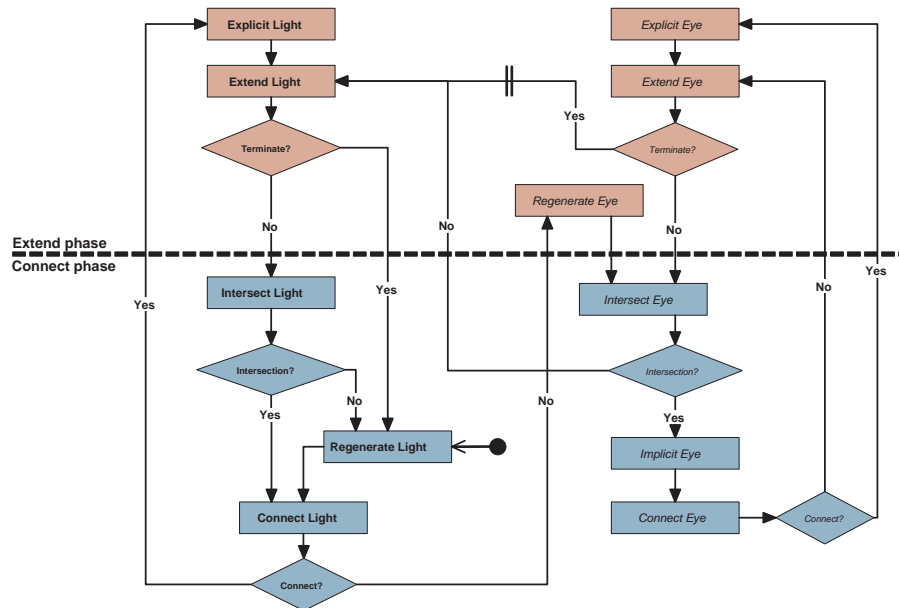 Explicit Light
Explicit Eye
Extend Light
Extend Eye
Yes
Yes
Terminate?
Terminate?
Regenerate Eye
No
No
No
Extend phase
Connect phase
Yes
Yes
Yes
No
Intersect Light
Intersect Eye
Intersection?
Intersection?
No
No
Yes
Yes
Regenerate Light
Implicit Eye
Connect Light
Connect Eye
Connect?
Connect?